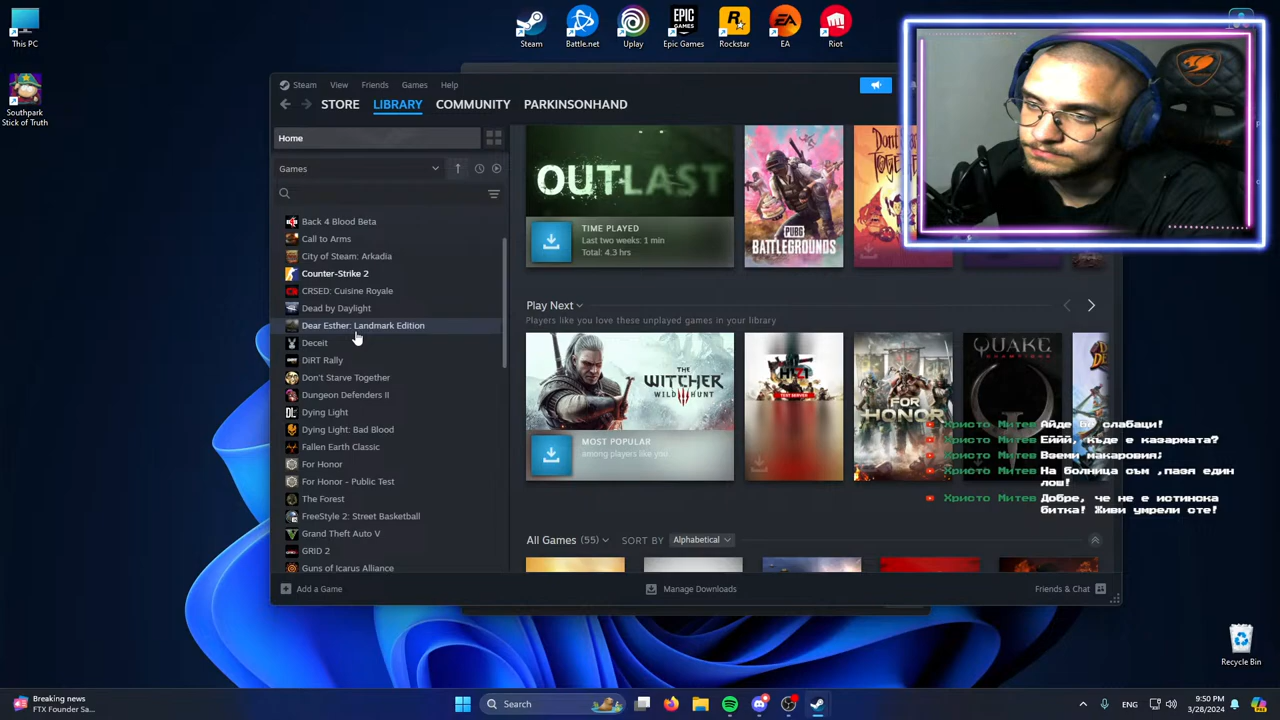 This PC
Steam
Battle.net
Uplay
Epic Games
Rockstar
EA
Riot
Southpark
Stick of Truth
Steam View Friends Games Help
STORE LIBRARY COMMUNITY PARKINSONHAND
Home
Games
Back 4 Blood Beta
Call to Arms
City of Steam: Arkadia
Counter-Strike 2
CRSED: Cuisine Royale
Dead by Daylight
Dear Esther: Landmark Edition
Deceit
DiRT Rally
Don't Starve Together
Dungeon Defenders II
Dying Light
Dying Light: Bad Blood
Fallen Earth Classic
For Honor
For Honor - Public Test
The Forest
FreeStyle 2: Street Basketball
Grand Theft Auto V
GRID 2
Guns of Icarus Alliance
OUTLAST
TIME PLAYED
Last two weeks: 1 min
Total: 4.3 hrs
PUBG
BATTLEGROUNDS
Don't
Together
COUGAR
Play Next
Players like you love these unplayed games in your library
THE
WITCHER
WILD HUNT
MOST POPULAR
among players like you
H1Z1
TEST SERVER
FOR
HONOR
QUAKE
CHAMPIONS
Христо Митев Айде бе слабаци!
Христо Митев Еййй, къде е казармата?
Христо Митев Вземи макаровия;
Христо Митев На болница съм ,пазя един
лош!
Христо Митев Добре, че не е истинска
битка! Живи умрели сте!
All Games (55) SORT BY Alphabetical
Add a Game
Manage Downloads
Friends & Chat
Recycle Bin
Breaking news
FTX Founder Sa...
Search
ENG
9:50 PM
3/28/2024